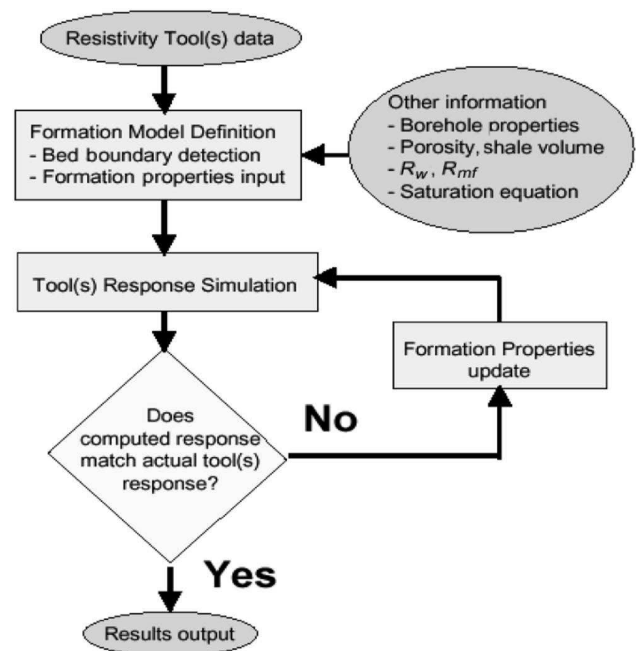 Resistivity Tool(s) data
Formation Model Definition
- Bed boundary detection
- Formation properties input
Other information
- Borehole properties
- Porosity, shale volume
- Rw, Rmf
- Saturation equation
Tool(s) Response Simulation
Formation Properties
update
Does
computed response
match actual tool(s)
response?
No
Yes
Results output